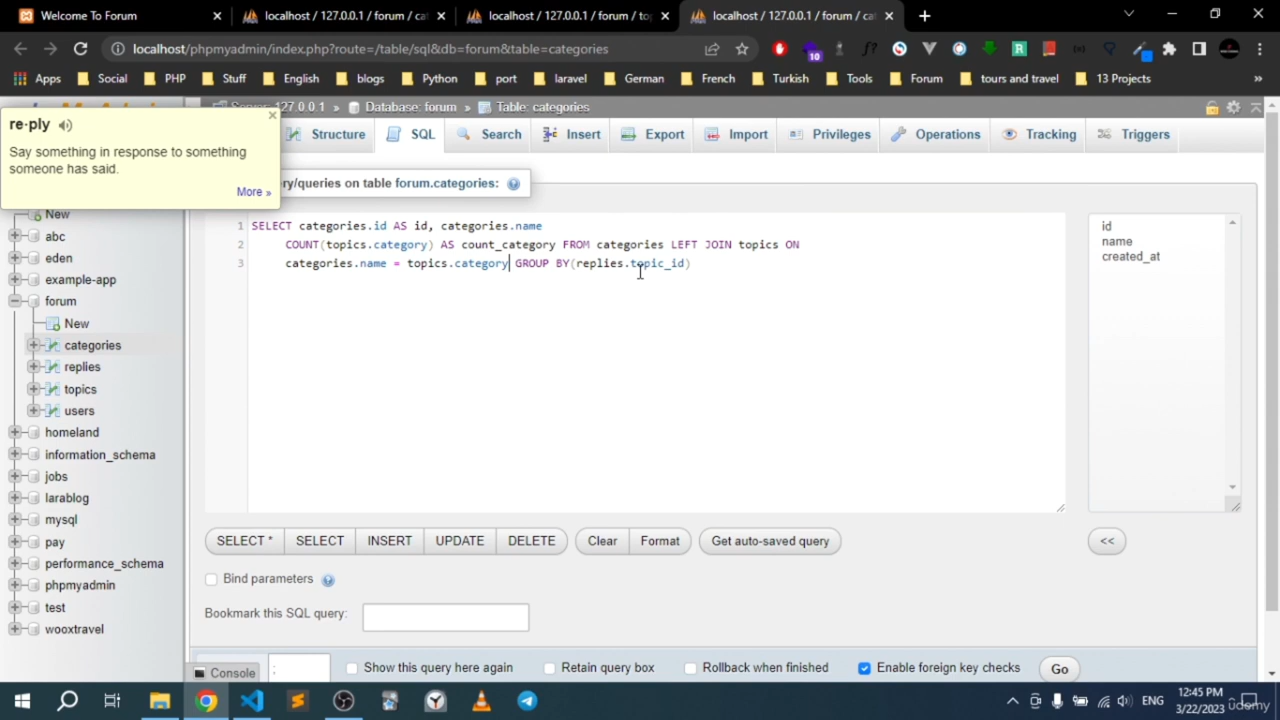 Welcome To Forum
localhost / 127.0.0.1 / forum / ca
localhost / 127.0.0.1 / forum / to
localhost / 127.0.0.1 / forum / ca
localhost/phpmyadmin/index.php?route=/table/sql&db=forum&table=categories
10
Apps Social PHP Stuff English blogs Python port laravel German French Turkish Tools Forum tours and travel 13 Projects »
Server: 127.0.0.1 » Database: forum » Table: categories
Structure SQL Search Insert Export Import Privileges Operations Tracking Triggers
re·ply
Say something in response to something
someone has said.
More »
ry/queries on table forum.categories:
New
abc
eden
example-app
forum
New
categories
replies
topics
users
homeland
information_schema
jobs
larablog
mysql
pay
performance_schema
phpmyadmin
test
wooxtravel
1 SELECT categories.id AS id, categories.name
2 COUNT(topics.category) AS count_category FROM categories LEFT JOIN topics ON
3 categories.name = topics.category GROUP BY(replies.topic_id)
id
name
created_at
SELECT * SELECT INSERT UPDATE DELETE Clear Format Get auto-saved query <<
Bind parameters
Bookmark this SQL query:
Console ; Show this query here again Retain query box Rollback when finished Enable foreign key checks Go
ENG
12:45 PM
3/22/2023
udemy